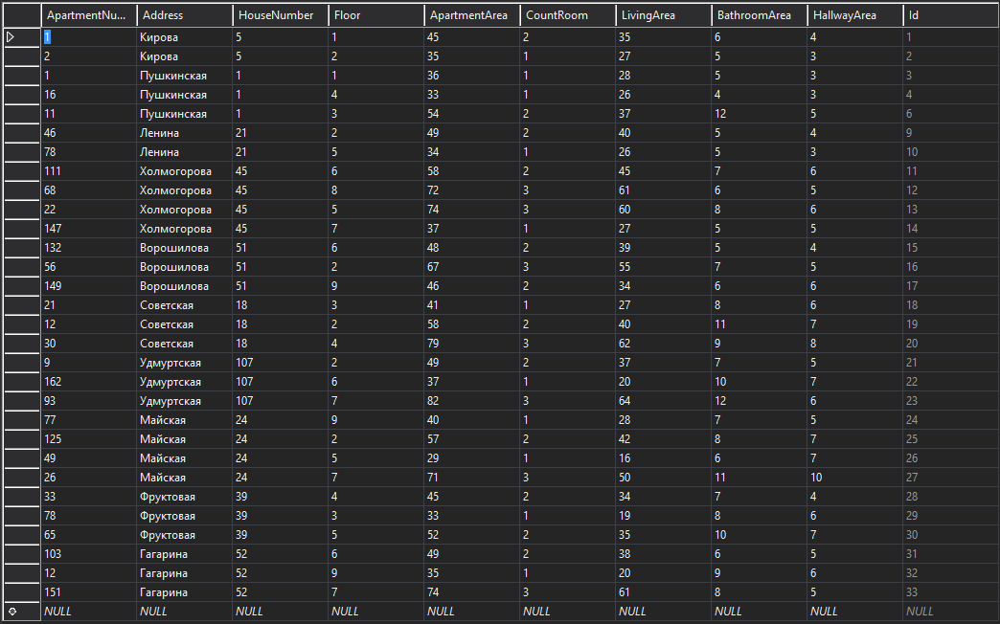 ApartmentNu... Address HouseNumber Floor ApartmentArea CountRoom LivingArea BathroomArea HallwayArea Id
1 Кирова 5 1 45 2 35 6 4 1
2 Кирова 5 2 35 1 27 5 3 2
1 Пушкинская 1 1 36 1 28 5 3 3
16 Пушкинская 1 4 33 1 26 4 3 4
11 Пушкинская 1 3 54 2 37 12 5 6
46 Ленина 21 2 49 2 40 5 4 9
78 Ленина 21 5 34 1 26 5 3 10
111 Холмогорова 45 6 58 2 45 7 6 11
68 Холмогорова 45 8 72 3 61 6 5 12
22 Холмогорова 45 5 74 3 60 8 6 13
147 Холмогорова 45 7 37 1 27 5 5 14
132 Ворошилова 51 6 48 2 39 5 4 15
56 Ворошилова 51 2 67 3 55 7 5 16
149 Ворошилова 51 9 46 2 34 6 6 17
21 Советская 18 3 41 1 27 8 6 18
12 Советская 18 2 58 2 40 11 7 19
30 Советская 18 4 79 3 62 9 8 20
9 Удмуртская 107 2 49 2 37 7 5 21
162 Удмуртская 107 6 37 1 20 10 7 22
93 Удмуртская 107 7 82 3 64 12 6 23
77 Майская 24 9 40 1 28 7 5 24
125 Майская 24 2 57 2 42 8 7 25
49 Майская 24 5 29 1 16 6 7 26
26 Майская 24 7 71 3 50 11 10 27
33 Фруктовая 39 4 45 2 34 7 4 28
78 Фруктовая 39 3 33 1 19 8 6 29
65 Фруктовая 39 5 52 2 35 10 7 30
103 Гагарина 52 6 49 2 38 6 5 31
12 Гагарина 52 9 35 1 20 9 6 32
151 Гагарина 52 7 74 3 61 8 5 33
NULL NULL NULL NULL NULL NULL NULL NULL NULL NULL